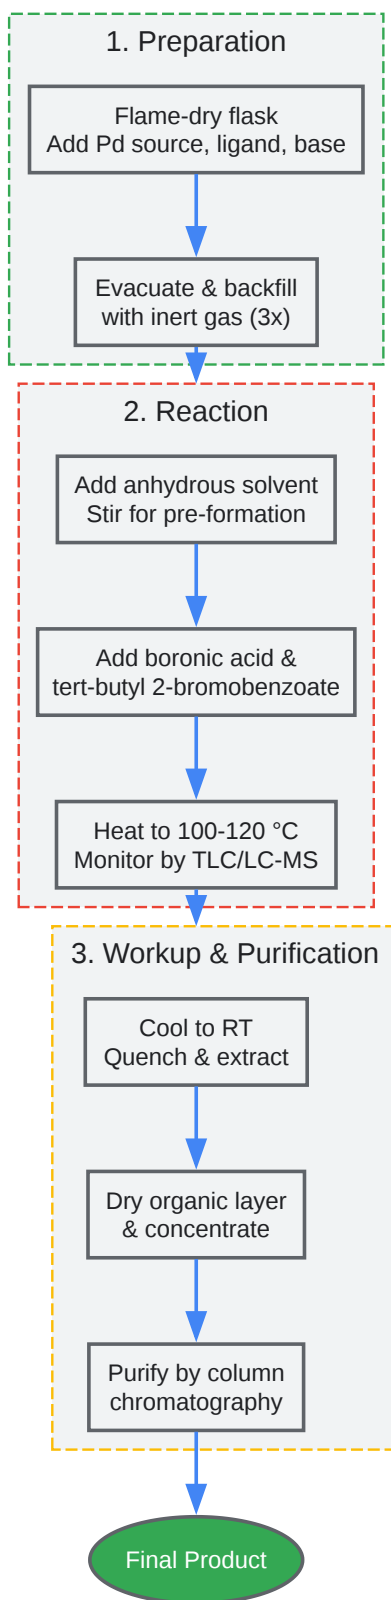 1. Preparation
Flame-dry flask
Add Pd source, ligand, base
Evacuate & backfill
with inert gas (3x)
2. Reaction
Add anhydrous solvent
Stir for pre-formation
Add boronic acid &
tert-butyl 2-bromobenzoate
Heat to 100-120 °C
Monitor by TLC/LC-MS
3. Workup & Purification
Cool to RT
Quench & extract
Dry organic layer
& concentrate
Purify by column
chromatography
Final Product